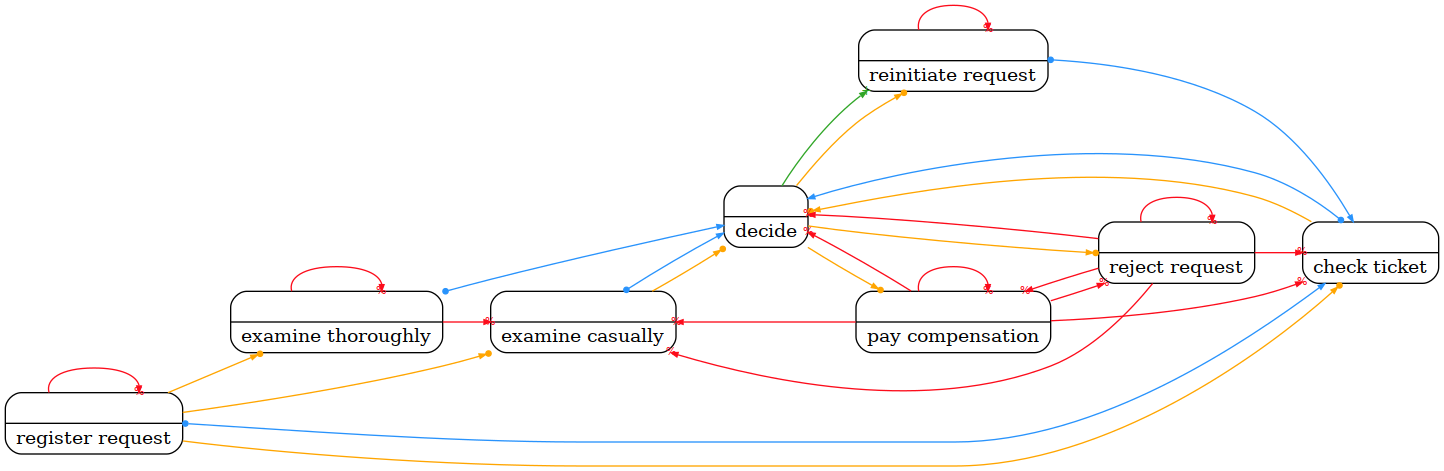 %
reinitiate request
%
decide
%
%
reject request
%
check ticket
%
%
examine thoroughly
%
examine casually
%
%
%
pay compensation
%
%
%
register request